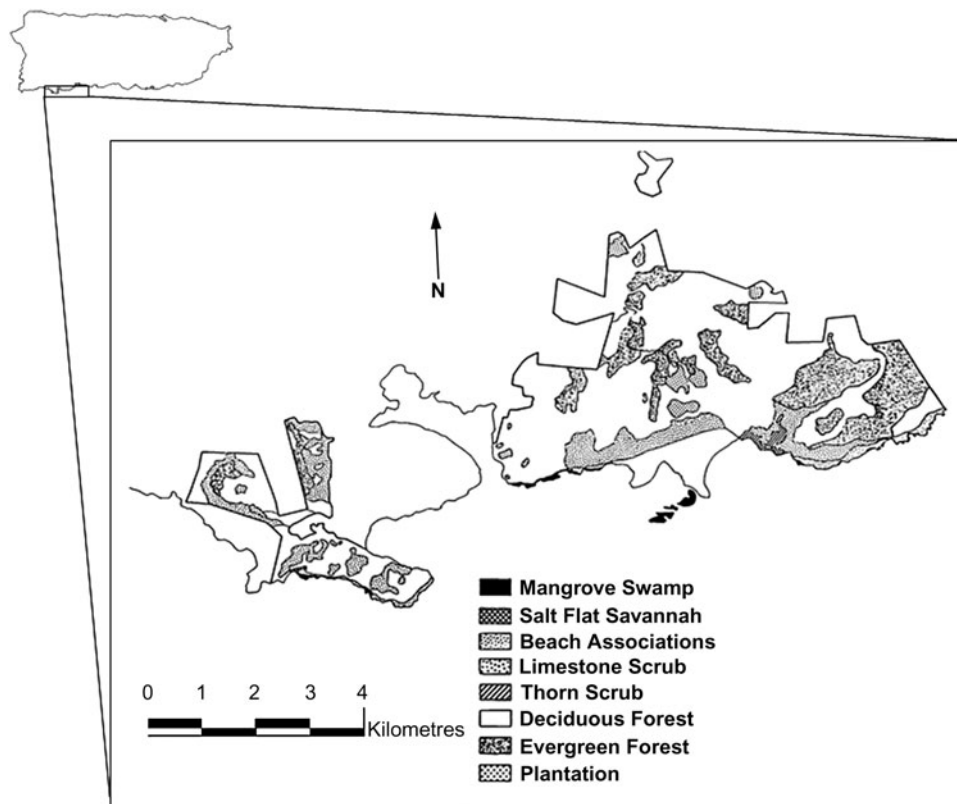 N
Mangrove Swamp
Salt Flat Savannah
Beach Associations
Limestone Scrub
Thorn Scrub
Deciduous Forest
Evergreen Forest
Plantation
0 1 2 3 4
Kilometres